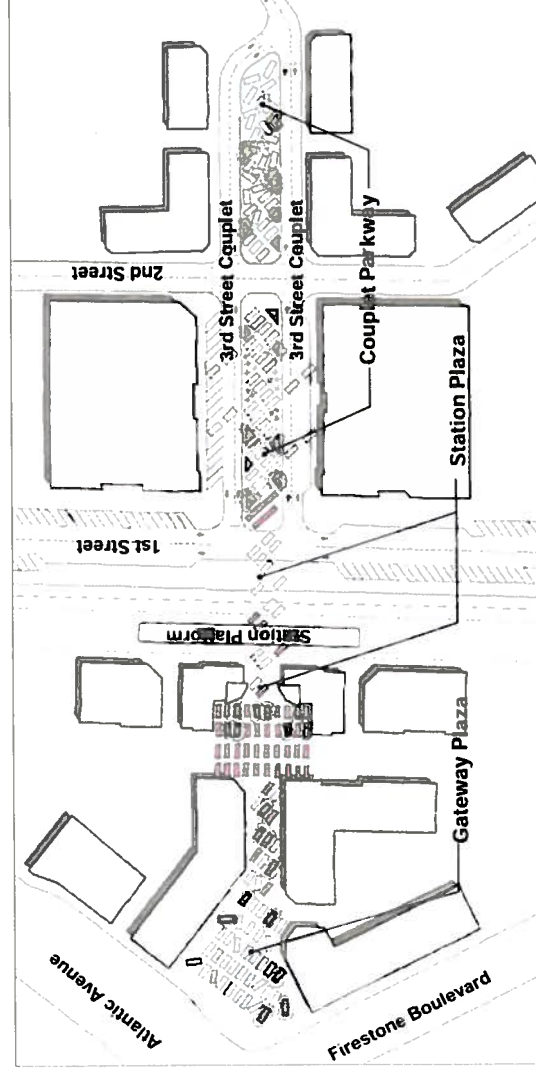 3rd Street Couplet
3rd Street Couplet
2nd Street
Couplet Parkway
Station Plaza
1st Street
Station Platform
Gateway Plaza
Atlantic Avenue
Firestone Boulevard